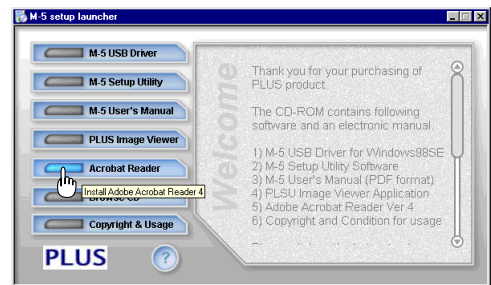 M-5 setup launcher
M-5 USB Driver
M-5 Setup Utility
M-5 User's Manual
PLUS Image Viewer
Acrobat Reader
Install Adobe Acrobat Reader 4
Browse CD
Copyright & Usage
PLUS
?
Welcome
Thank you for your purchasing of
PLUS product.
The CD-ROM contains following
software and an electronic manual.
1) M-5 USB Driver for Windows98SE
2) M-5 Setup Utility Software
3) M-5 User's Manual (PDF format)
4) PLSU Image Viewer Application
5) Adobe Acrobat Reader Ver 4
6) Copyright and Condition for usage